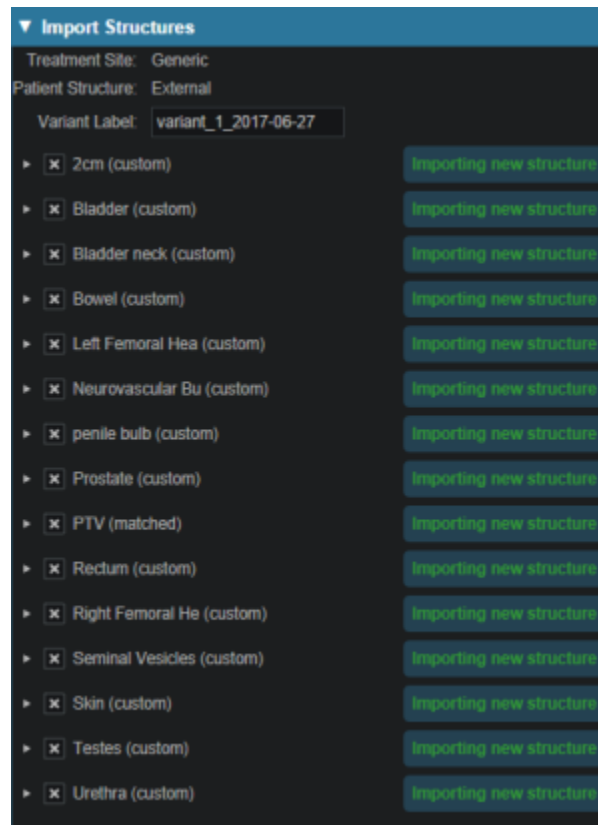 Import Structures
Treatment Site: Generic
Patient Structure: External
Variant Label: variant_1_2017-06-27
2cm (custom) Importing new structure
Bladder (custom) Importing new structure
Bladder neck (custom) Importing new structure
Bowel (custom) Importing new structure
Left Femoral Hea (custom) Importing new structure
Neurovascular Bu (custom) Importing new structure
penile bulb (custom) Importing new structure
Prostate (custom) Importing new structure
PTV (matched) Importing new structure
Rectum (custom) Importing new structure
Right Femoral He (custom) Importing new structure
Seminal Vesicles (custom) Importing new structure
Skin (custom) Importing new structure
Testes (custom) Importing new structure
Urethra (custom) Importing new structure